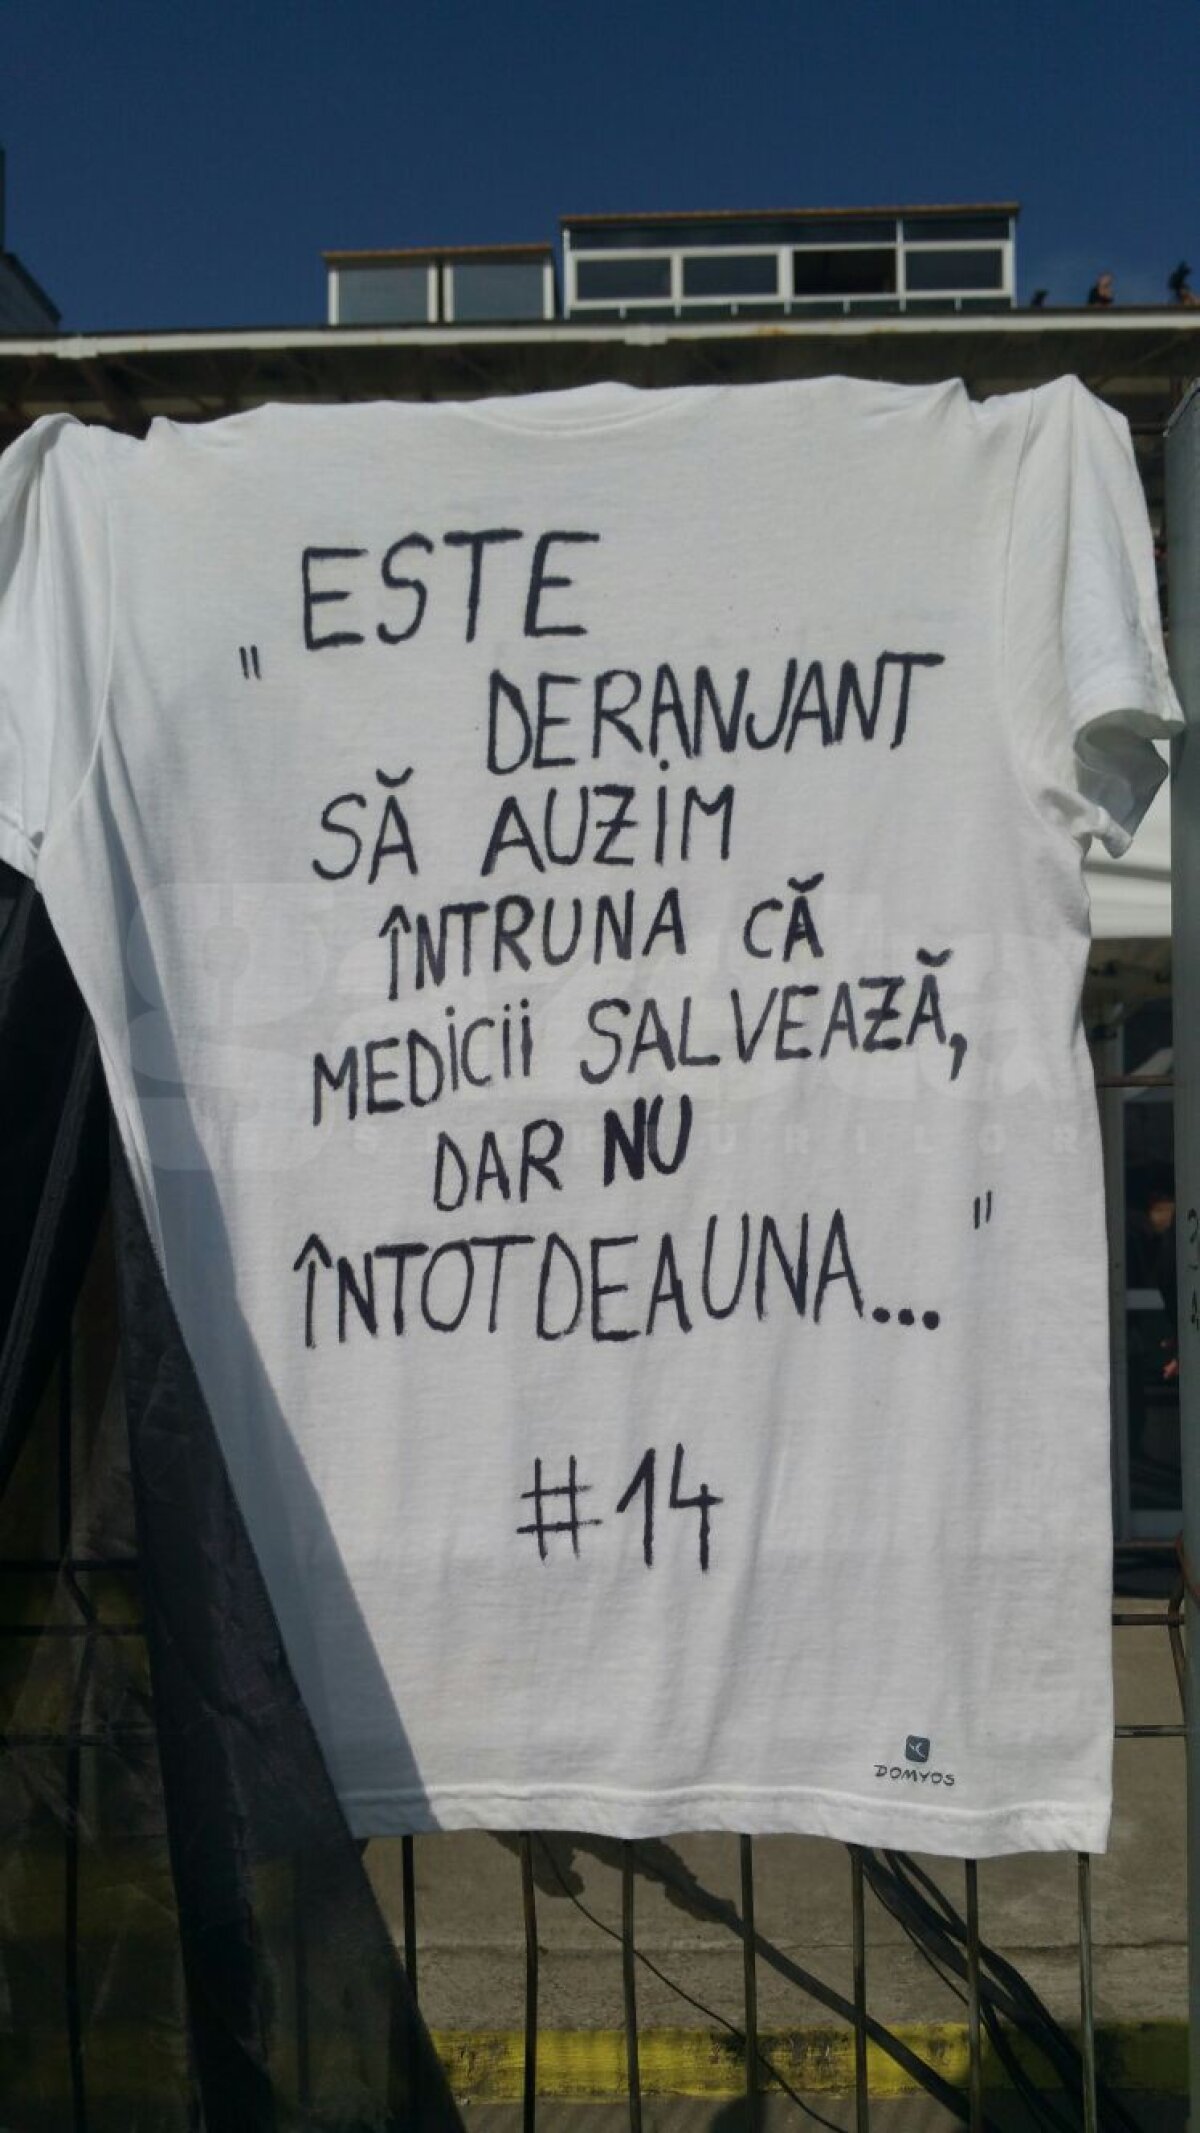 ESTE
" DERANJANT
SĂ AUZIM
ÎNTRUNA CĂ
MEDICII SALVEAZĂ,
DAR NU
ÎNTOTDEAUNA... "
#14
DOMYOS